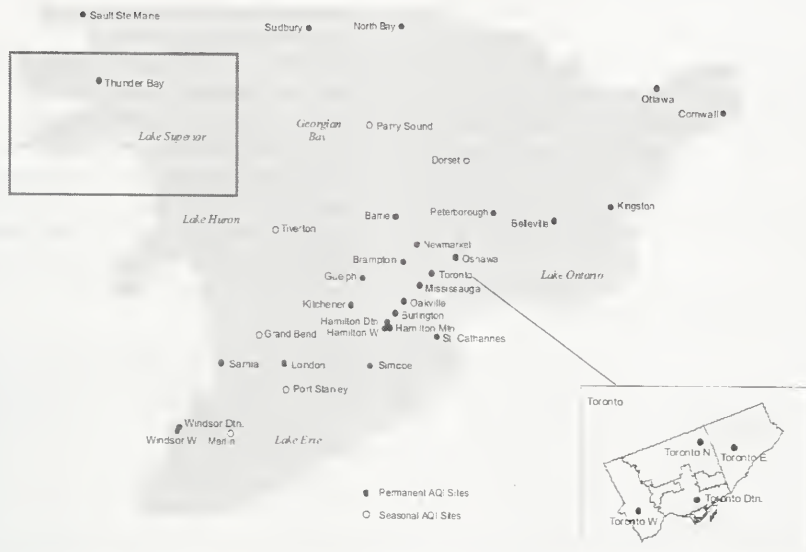 Sault Ste Marie
Sudbury
North Bay
Thunder Bay
Ottawa
Cornwall
Lake Superior
Georgian
Bay
Parry Sound
Dorset
Kingston
Lake Huron
Barrie
Peterborough
Belleville
Tiverton
Newmarket
Brampton
Oshawa
Guelph
Toronto
Lake Ontario
Mississauga
Kitchener
Oakville
Burlington
Hamilton Dtn.
Grand Bend
Hamilton W
Hamilton Mtn
St. Catharines
Sarnia
London
Simcoe
Port Stanley
Windsor Dtn.
Windsor W
Merlin
Lake Erie
Permanent AQI Sites
Seasonal AQI Sites
Toronto
Toronto N
Toronto E
Toronto Dtn.
Toronto W